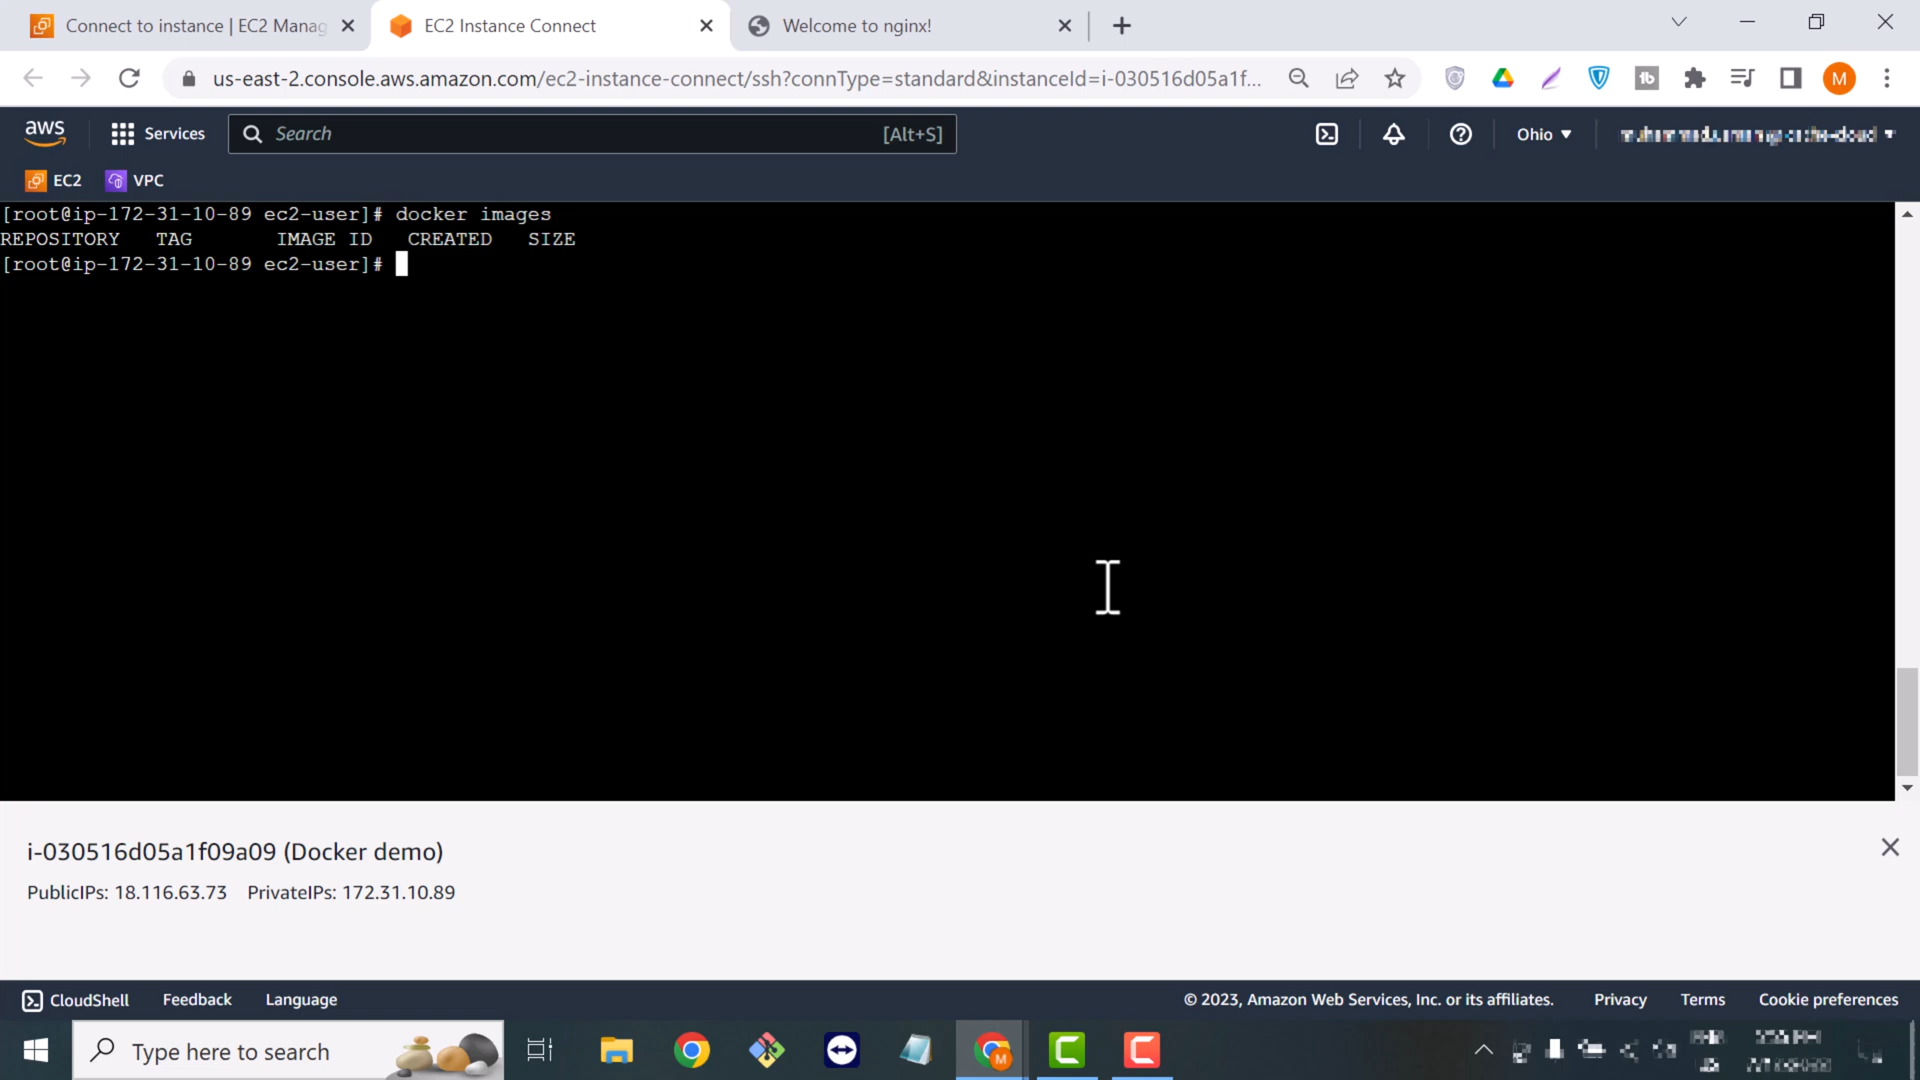 Connect to instance | EC2 Manag
EC2 Instance Connect
Welcome to nginx!
us-east-2.console.aws.amazon.com/ec2-instance-connect/ssh?connType=standard&instanceId=i-030516d05a1f...
M
aws
Services
Search
[Alt+S]
Ohio
EC2
VPC
[root@ip-172-31-10-89 ec2-user]# docker images
REPOSITORY TAG IMAGE ID CREATED SIZE
[root@ip-172-31-10-89 ec2-user]#
i-030516d05a1f09a09 (Docker demo)
PublicIPs: 18.116.63.73 PrivateIPs: 172.31.10.89
CloudShell
Feedback
Language
© 2023, Amazon Web Services, Inc. or its affiliates.
Privacy
Terms
Cookie preferences
Type here to search